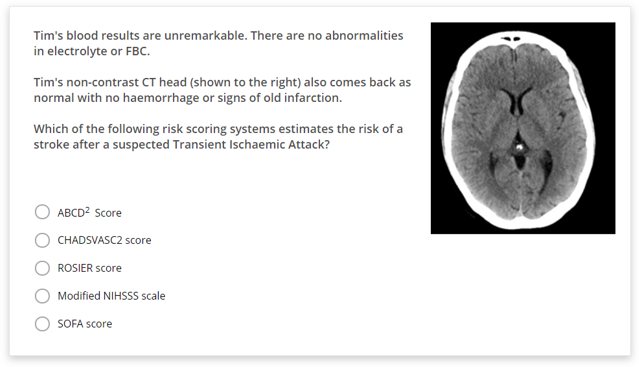 Tim's blood results are unremarkable. There are no abnormalities
in electrolyte or FBC.
Tim's non-contrast CT head (shown to the right) also comes back as
normal with no haemorrhage or signs of old infarction.
Which of the following risk scoring systems estimates the risk of a
stroke after a suspected Transient Ischaemic Attack?
ABCD² Score
CHADSVASC2 score
ROSIER score
Modified NIHSSS scale
SOFA score